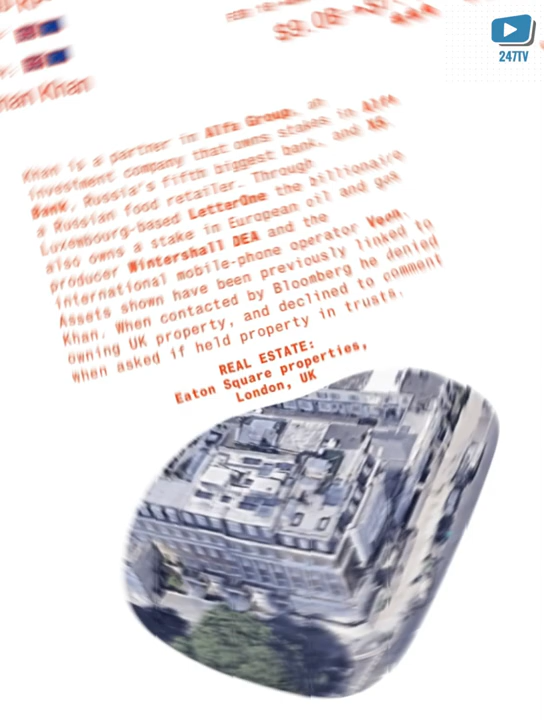 247TV
$9.0B
Khan
Khan is a partner in Alfa Group, an
investment company that owns stakes in Alfa
Bank, Russia's fifth biggest bank, and X5,
a Russian food retailer. Through
Luxembourg-based LetterOne the billionaire
also owns a stake in European oil and gas
producer Wintershall DEA and the
international mobile-phone operator Veon.
Assets shown have been previously linked to
Khan. When contacted by Bloomberg he denied
owning UK property, and declined to comment
when asked if held property in trusts.
REAL ESTATE:
Eaton Square properties,
London, UK